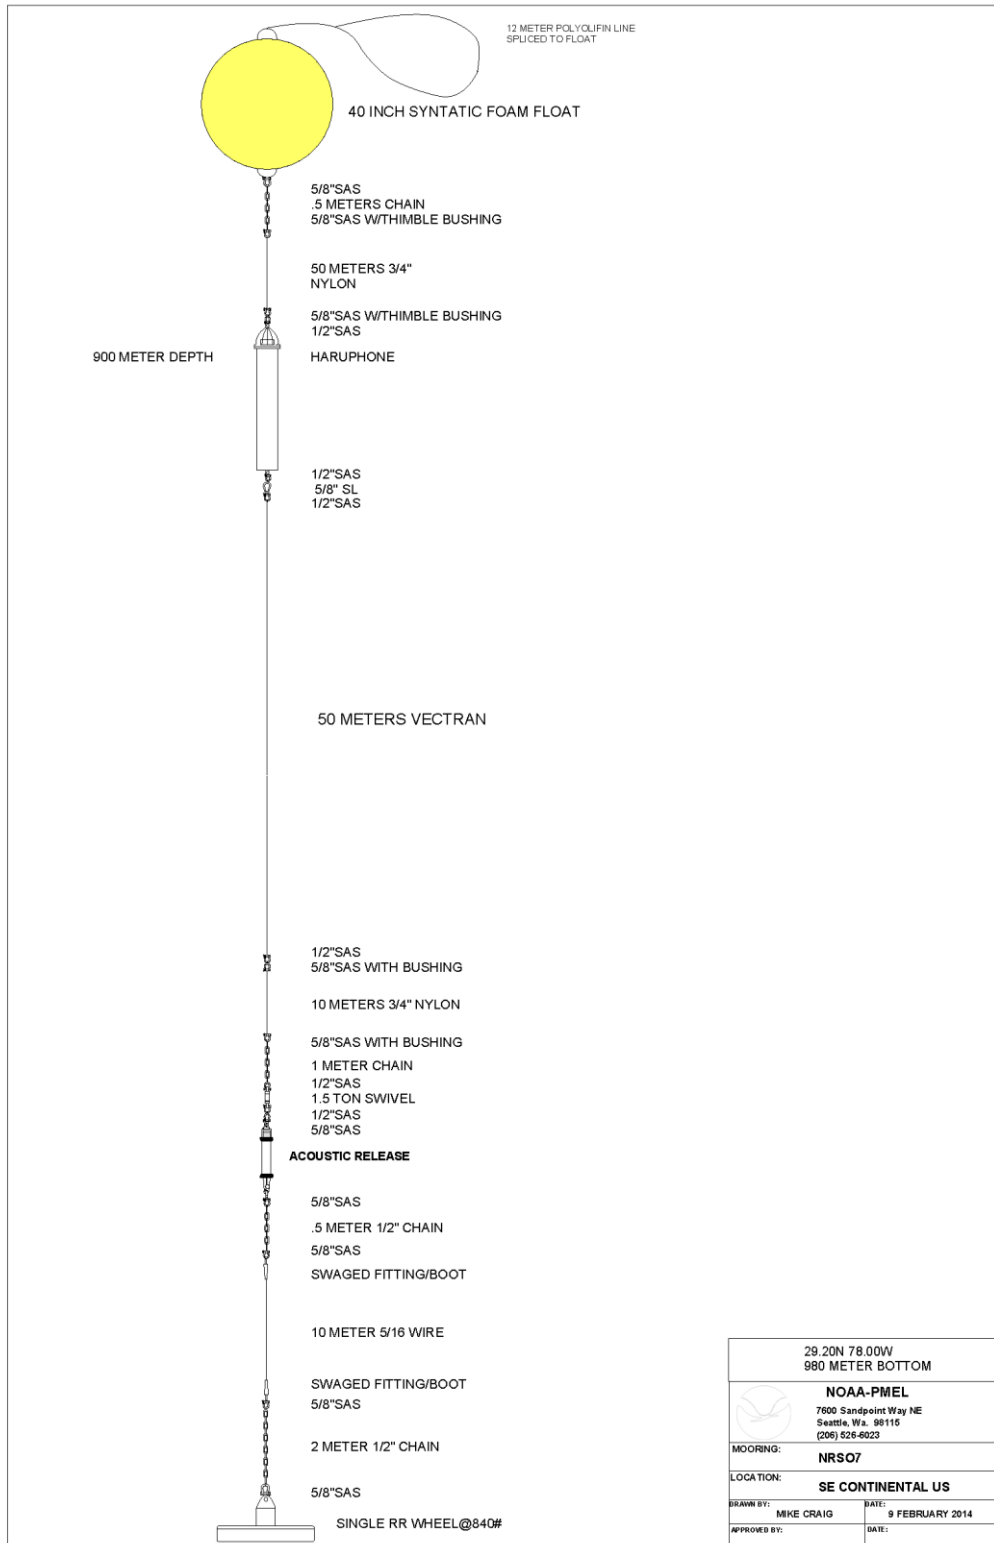 12 METER POLYOLIFIN LINE
SPLICED TO FLOAT
40 INCH SYNTATIC FOAM FLOAT
5/8"SAS
.5 METERS CHAIN
5/8"SAS W/THIMBLE BUSHING
50 METERS 3/4"
NYLON
5/8"SAS W/THIMBLE BUSHING
1/2"SAS
900 METER DEPTH
HARUPHONE
1/2"SAS
5/8" SL
1/2"SAS
50 METERS VECTRAN
1/2"SAS
5/8"SAS WITH BUSHING
10 METERS 3/4" NYLON
5/8"SAS WITH BUSHING
1 METER CHAIN
1/2"SAS
1.5 TON SWIVEL
1/2"SAS
5/8"SAS
ACOUSTIC RELEASE
5/8"SAS
.5 METER 1/2" CHAIN
5/8"SAS
SWAGED FITTING/BOOT
10 METER 5/16 WIRE
SWAGED FITTING/BOOT
5/8"SAS
2 METER 1/2" CHAIN
5/8"SAS
SINGLE RR WHEEL@840#
29.20N 78.00W
980 METER BOTTOM
NOAA-PMEL
7600 Sandpoint Way NE
Seattle, Wa. 98115
(206) 526-6023
MOORING: NRSO7
LOCATION: SE CONTINENTAL US
DRAWN BY: MIKE CRAIG
DATE: 9 FEBRUARY 2014
APPROVED BY:
DATE: